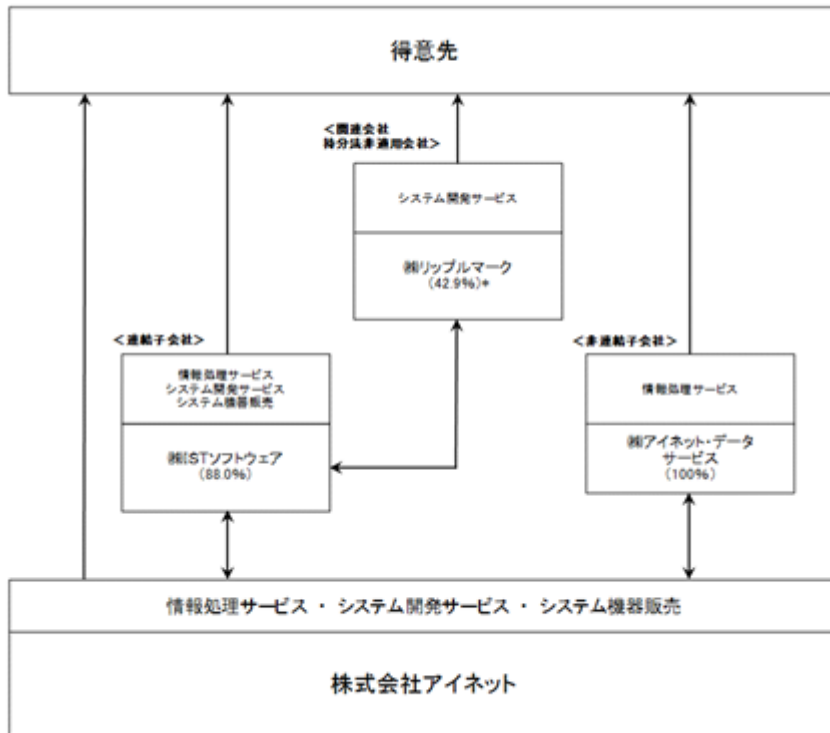 得意先
＜関連会社
持分法非適用会社＞
システム開発サービス
㈱リップルマーク
(42.9%)*
＜連結子会社＞
情報処理サービス
システム開発サービス
システム機器販売
㈱ISTソフトウェア
(88.0%)
＜非連結子会社＞
情報処理サービス
㈱アイネット・データ
サービス
(100%)
情報処理サービス ・ システム開発サービス ・ システム機器販売
株式会社アイネット